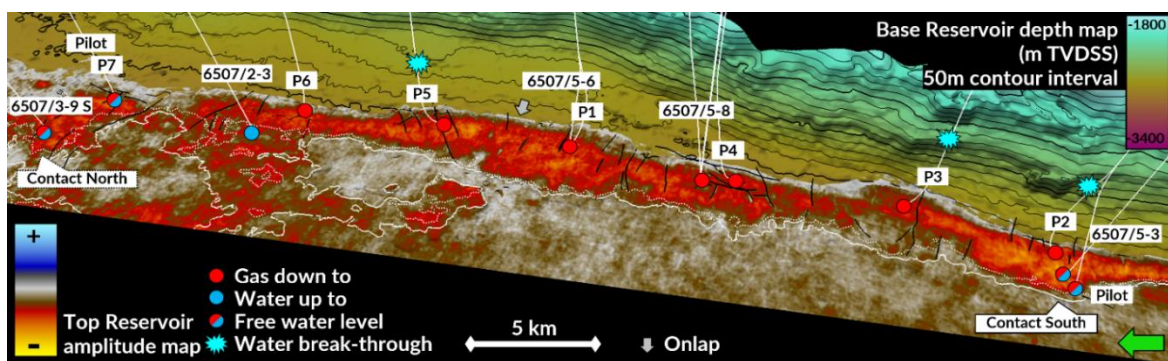 Base Reservoir depth map
(m TVDSS)
50m contour interval
-1800
-3400
Pilot
P7
6507/2-3
P6
P5
6507/5-6
P1
6507/5-8
P4
6507/3-9 S
Contact North
P3
P2
6507/5-3
Pilot
Contact South
+
-
Top Reservoir
amplitude map
Gas down to
Water up to
Free water level
Water break-through
5 km
Onlap